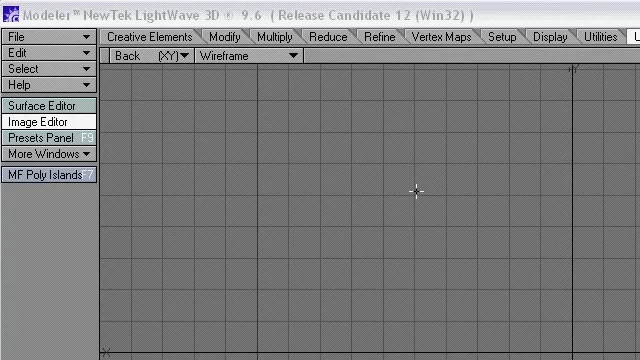 Modeler™ NewTek LightWave 3D ® 9.6 ( Release Candidate 12 (Win32) )
File Creative Elements Modify Multiply Reduce Refine Vertex Maps Setup Display Utilities U
Edit Back (XY) Wireframe
Select
Help
Surface Editor
Image Editor
Presets Panel F9
More Windows
MF Poly Islands F7
Y
X